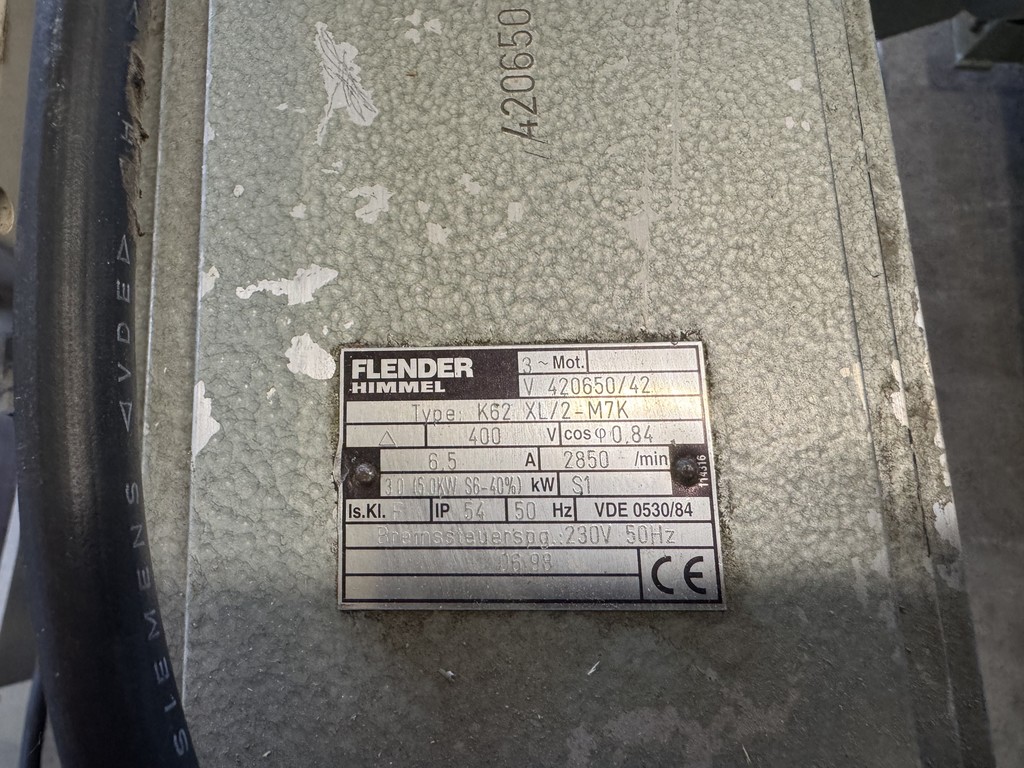 /420650
◁VDE▷
SIEMENS
FLENDER
HIMMEL
3 ~ Mot.
V 420650/42
Type K62 XL/2-M7K
△ 400 V cos φ 0,84
6,5 A 2850 /min
3,0 (5,0KW S6-40%) kW S1
Is.Kl. F IP 54 50 Hz VDE 0530/84
Bremssteuerspg.:230V 50Hz
06.98
CE
114316